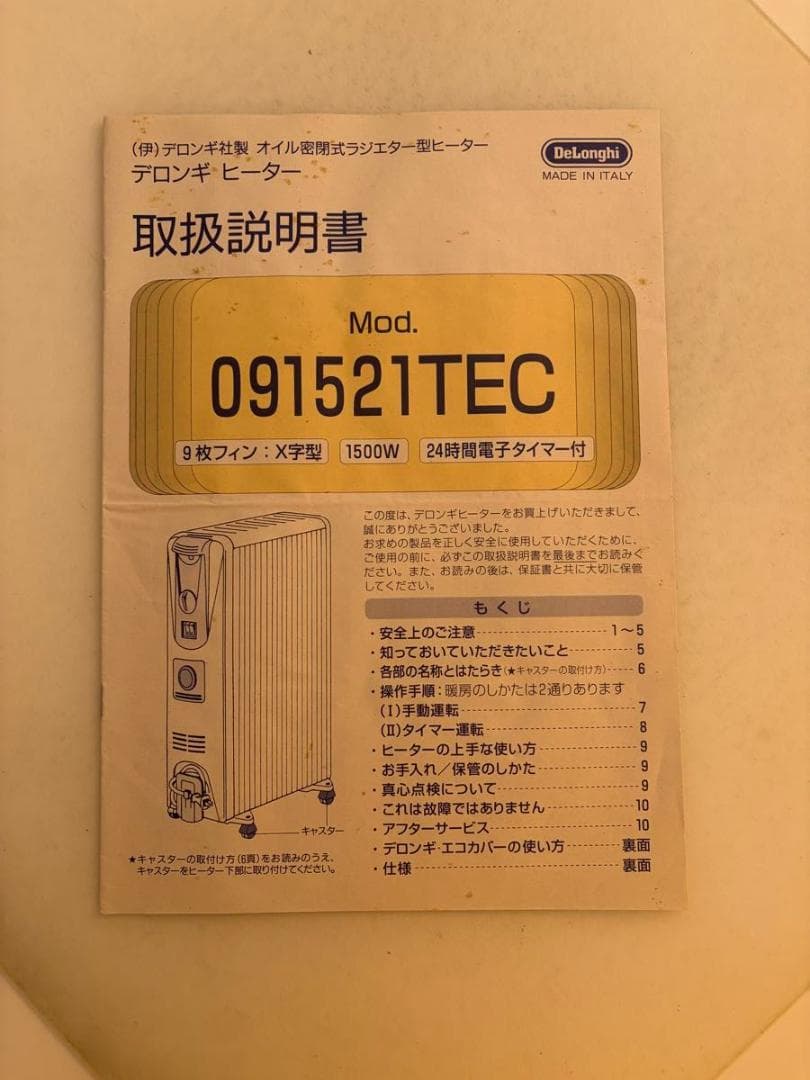 (伊)デロンギ社製 オイル密閉式ラジエター型ヒーター
デロンギ ヒーター
DeLonghi
MADE IN ITALY
取扱説明書
Mod.
091521TEC
9枚フィン:X字型 1500W 24時間電子タイマー付
この度は、デロンギヒーターをお買上げいただきまして、
誠にありがとうございました。
お求めの製品を正しく安全に使用していただくために、
ご使用の前に、必ずこの取扱説明書を最後までお読みく
ださい。また、お読みの後は、保証書と共に大切に保管
してください。
もくじ
・安全上のご注意 1〜5
・知っておいていただきたいこと 5
・各部の名称とはたらき(★キャスターの取付け方) 6
・操作手順:暖房のしかたは2通りあります
(I)手動運転 7
(II)タイマー運転 8
・ヒーターの上手な使い方 9
・お手入れ/保管のしかた 9
・真心点検について 9
・これは故障ではありません 10
・アフターサービス 10
・デロンギ・エコカバーの使い方 裏面
・仕様 裏面
キャスター
★キャスターの取付け方(6頁)をお読みのうえ、
キャスターをヒーター下部に取り付けてください。